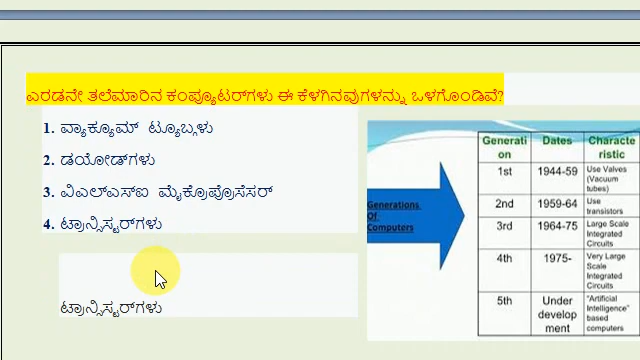 ಎರಡನೇ ತಲೆಮಾರಿನ ಕಂಪ್ಯೂಟರ್‌ಗಳು ಈ ಕೆಳಗಿನವುಗಳನ್ನು ಒಳಗೊಂಡಿವೆ?
1. ವ್ಯಾಕ್ಯೂಮ್ ಟ್ಯೂಬ್ಗಳು
2. ಡಯೋಡ್‌ಗಳು
3. ವಿಎಲ್‌ಎಸ್‌ಐ ಮೈಕ್ರೊಪ್ರೊಸೆಸರ್
4. ಟ್ರಾನ್ಸಿಸ್ಟರ್‌ಗಳು
ಟ್ರಾನ್ಸಿಸ್ಟರ್‌ಗಳು
Generations
Of
Computers
Generati
on
Dates
Characte
ristic
1st
1944-59
Use Valves
(Vacuum
tubes)
2nd
1959-64
Use
transistors
3rd
1964-75
Large Scale
Integrated
Circuits
4th
1975-
Very Large
Scale
Integrated
Circuits
5th
Under
develop
ment
"Artificial
Intelligence"
based
computers